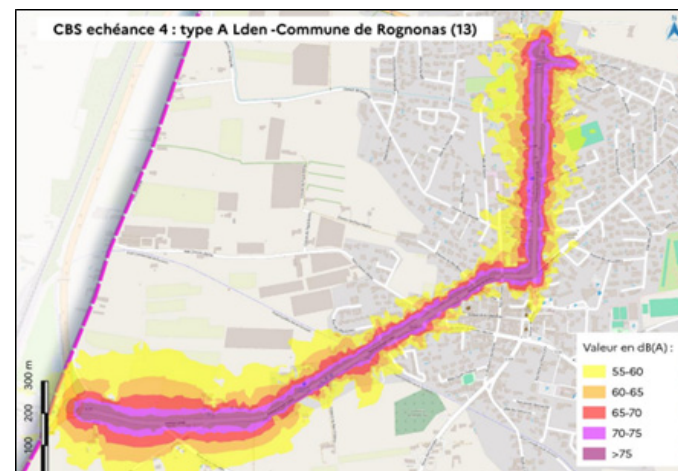 CBS echéance 4 : type A Lden -Commune de Rognonas (13)
N
300 m
200
100
Valeur en dB(A) :
55-60
60-65
65-70
70-75
>75